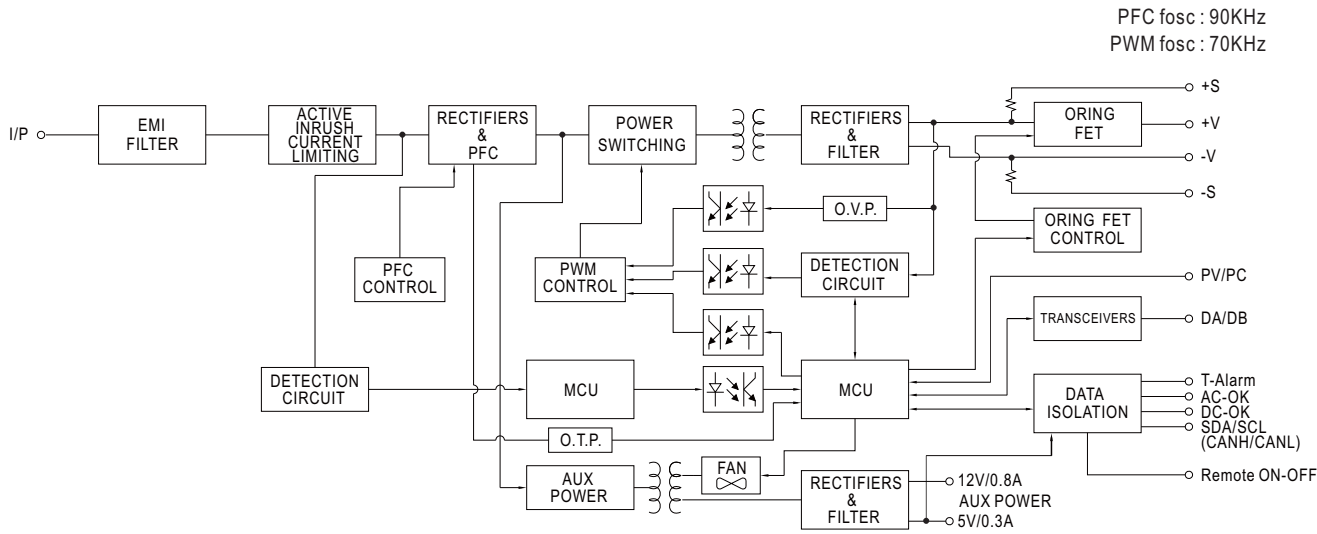 PFC fosc : 90KHz
PWM fosc : 70KHz
I/P
EMI
FILTER
ACTIVE
INRUSH
CURRENT
LIMITING
RECTIFIERS
&
PFC
POWER
SWITCHING
RECTIFIERS
&
FILTER
ORING
FET
+S
+V
-V
-S
O.V.P.
ORING FET
CONTROL
PFC
CONTROL
PWM
CONTROL
DETECTION
CIRCUIT
PV/PC
TRANSCEIVERS
DA/DB
DETECTION
CIRCUIT
MCU
MCU
DATA
ISOLATION
T-Alarm
AC-OK
DC-OK
SDA/SCL
(CANH/CANL)
O.T.P.
Remote ON-OFF
AUX
POWER
FAN
RECTIFIERS
&
FILTER
12V/0.8A
AUX POWER
5V/0.3A